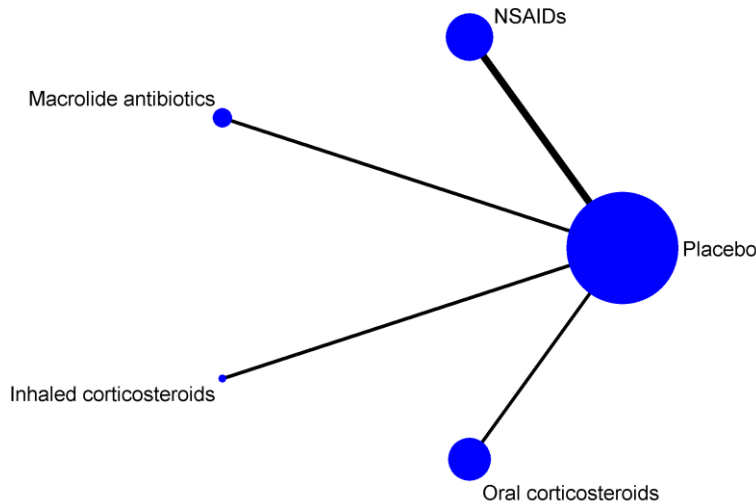 NSAIDs
Macrolide antibiotics
Placebo
Inhaled corticosteroids
Oral corticosteroids